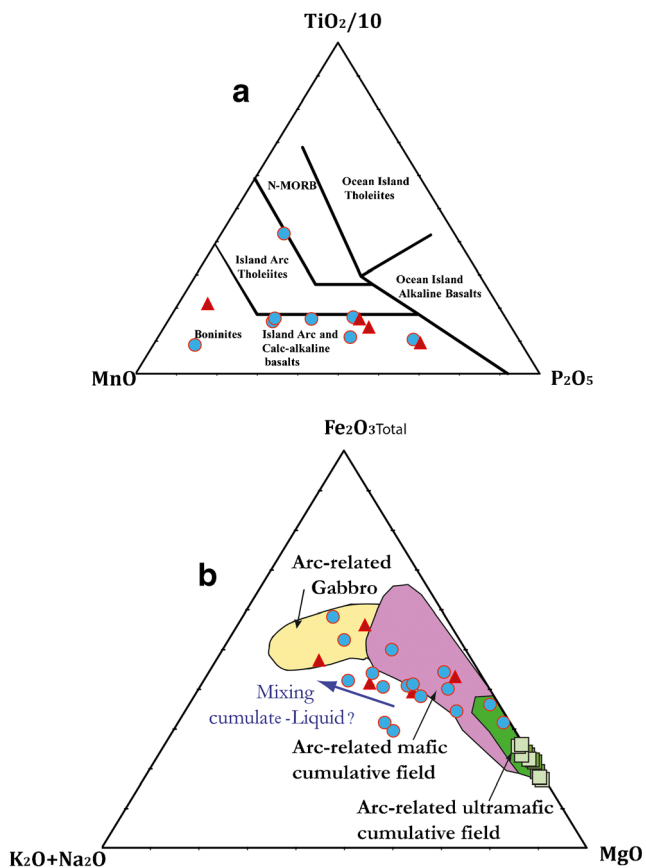 TiO₂/10
a
N-MORB
Ocean Island
Tholeiites
Island Arc
Tholeiites
Ocean Island
Alkaline Basalts
Boninites
Island Arc and
Calc-alkaline
basalts
MnO
P₂O₅
Fe₂O₃Total
b
Arc-related
Gabbro
Mixing
cumulate -Liquid?
Arc-related mafic
cumulative field
Arc-related ultramafic
cumulative field
K₂O+Na₂O
MgO